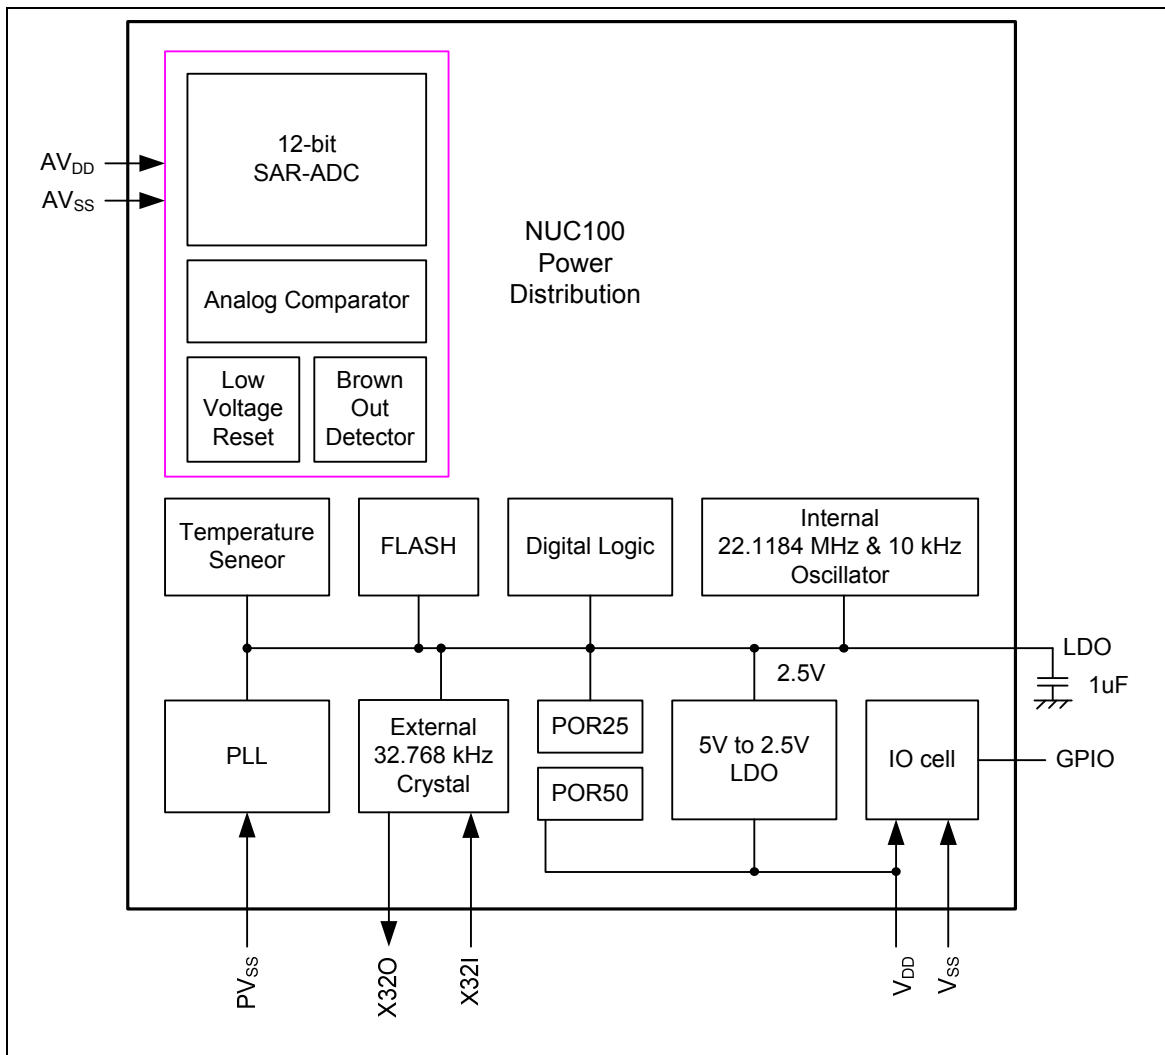 12-bit
SAR-ADC
AVDD
AVSS
NUC100
Power
Distribution
Analog Comparator
Low
Voltage
Reset
Brown
Out
Detector
Temperature
Seneor
FLASH
Digital Logic
Internal
22.1184 MHz & 10 kHz
Oscillator
LDO
2.5V
1uF
PLL
External
32.768 kHz
Crystal
POR25
POR50
5V to 2.5V
LDO
IO cell
GPIO
PVSS
X32O
X32I
VDD
VSS